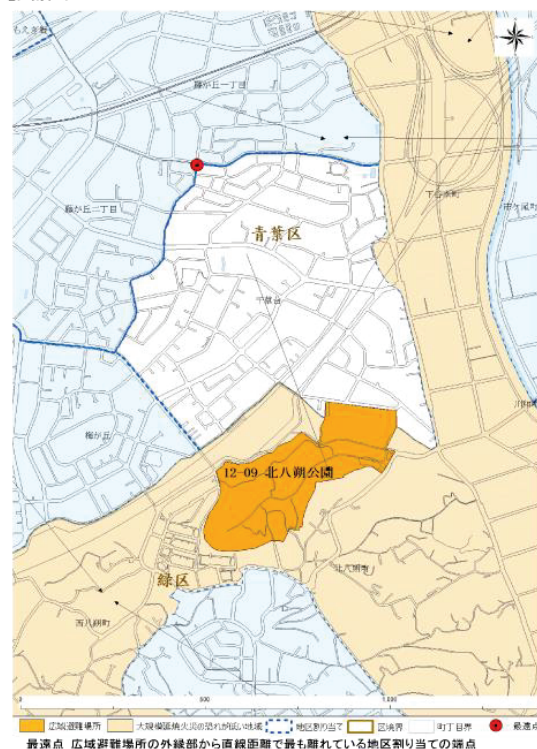 もえぎ野
藤が丘一丁目
藤が丘二丁目
下谷本町
市ケ尾町
青葉区
千草台
梅が丘
川和町
12-09 北八朔公園
緑区
北八朔町
西八朔町
0 500 1,000
広域避難場所 大規模延焼火災の恐れが低い地域 地区割り当て 区境界 町丁目界 最遠点
最遠点 広域避難場所の外縁部から直線距離で最も離れている地区割り当ての端点